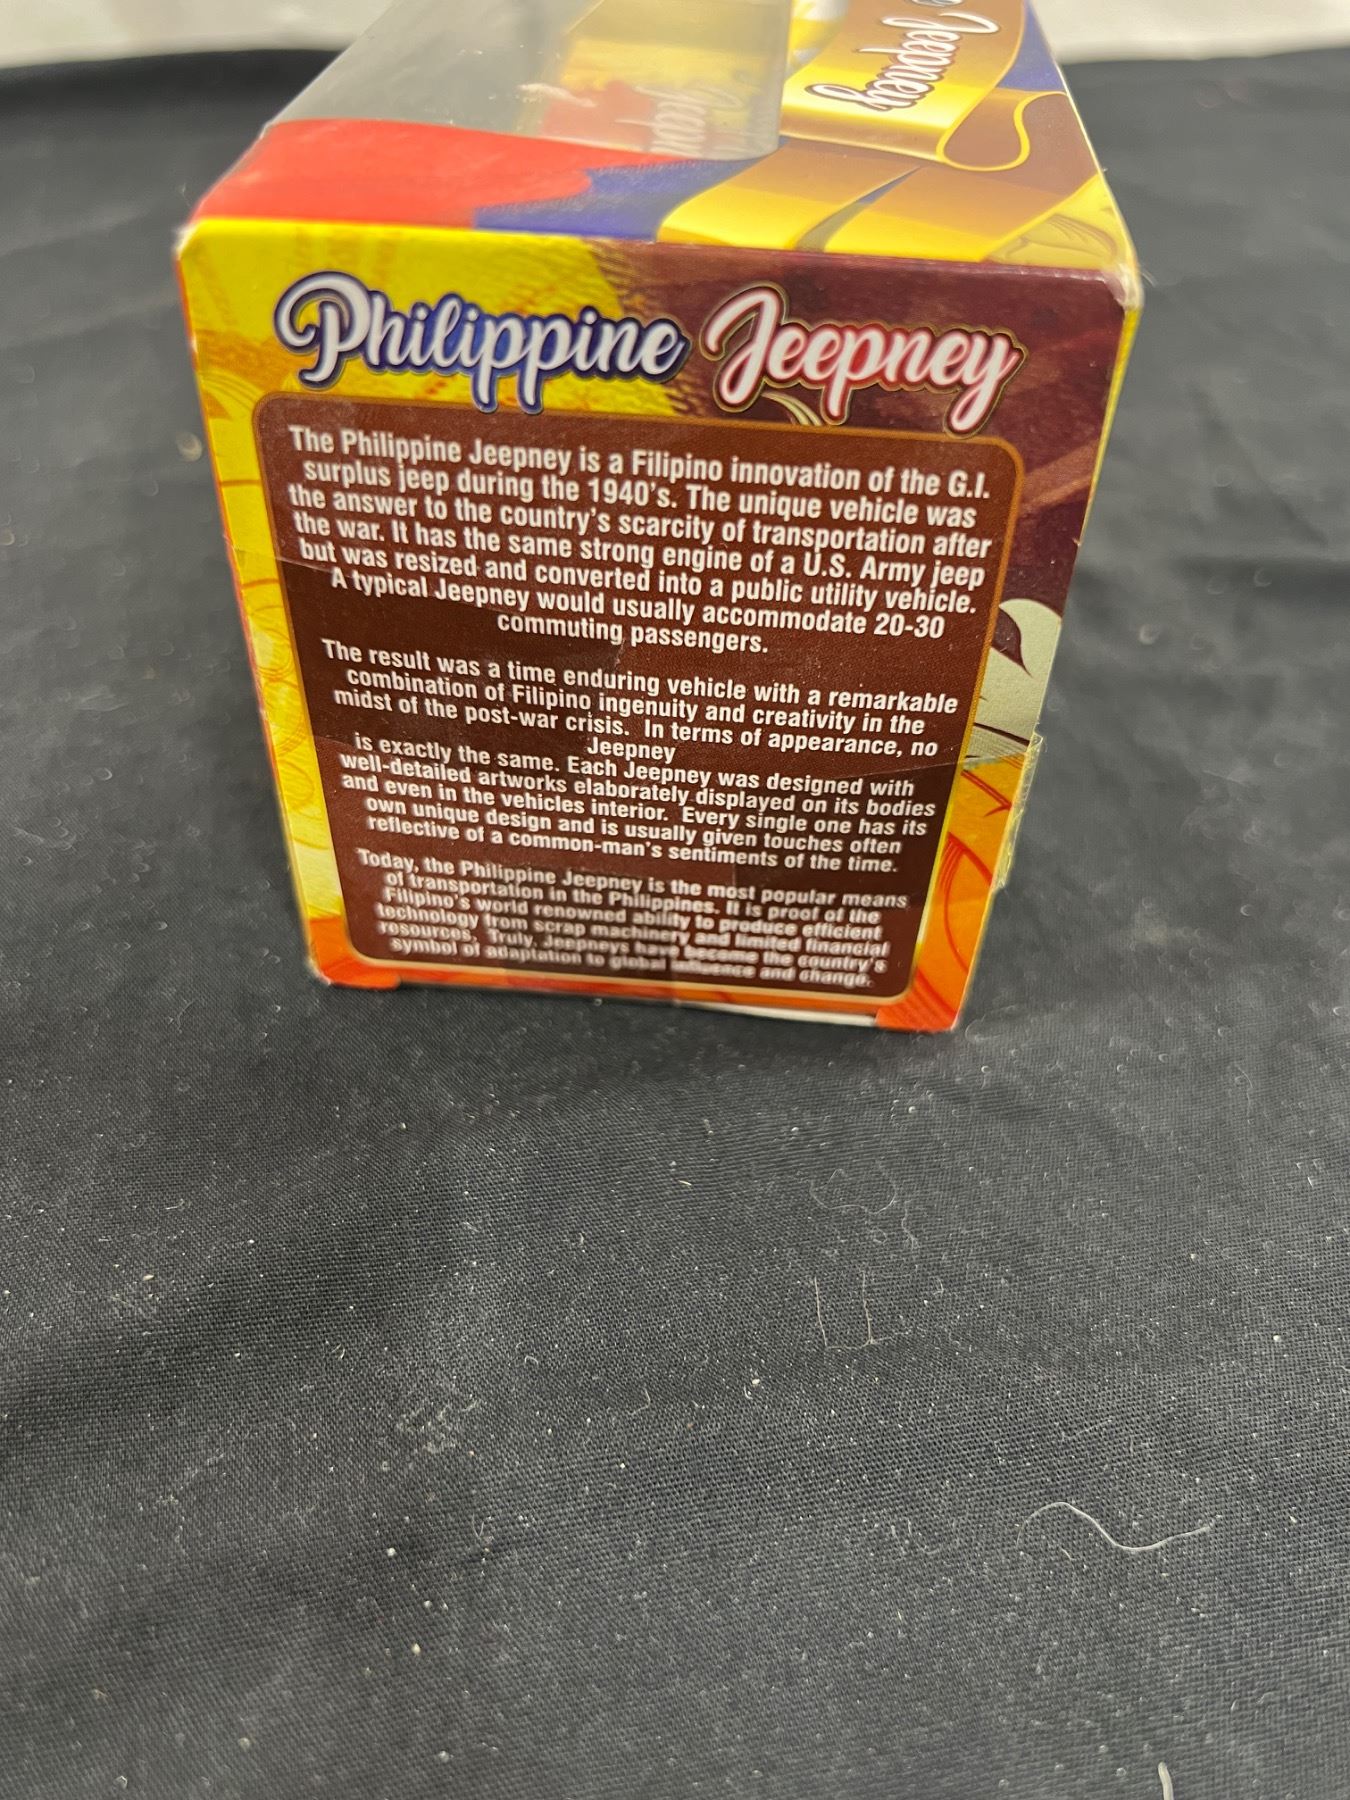 Jeepney
Philippine Jeepney
The Philippine Jeepney is a Filipino innovation of the G.I.
surplus jeep during the 1940's. The unique vehicle was
the answer to the country's scarcity of transportation after
the war. It has the same strong engine of a U.S. Army jeep
but was resized and converted into a public utility vehicle.
A typical Jeepney would usually accommodate 20-30
commuting passengers.
The result was a time enduring vehicle with a remarkable
combination of Filipino ingenuity and creativity in the
midst of the post-war crisis. In terms of appearance, no
Jeepney
is exactly the same. Each Jeepney was designed with
well-detailed artworks elaborately displayed on its bodies
and even in the vehicles interior. Every single one has its
own unique design and is usually given touches often
reflective of a common-man's sentiments of the time.
Today, the Philippine Jeepney is the most popular means
of transportation in the Philippines. It is proof of the
Filipino's world renowned ability to produce efficient
technology from scrap machinery and limited financial
resources. Truly, Jeepneys have become the country's
symbol of adaptation to global influence and change.